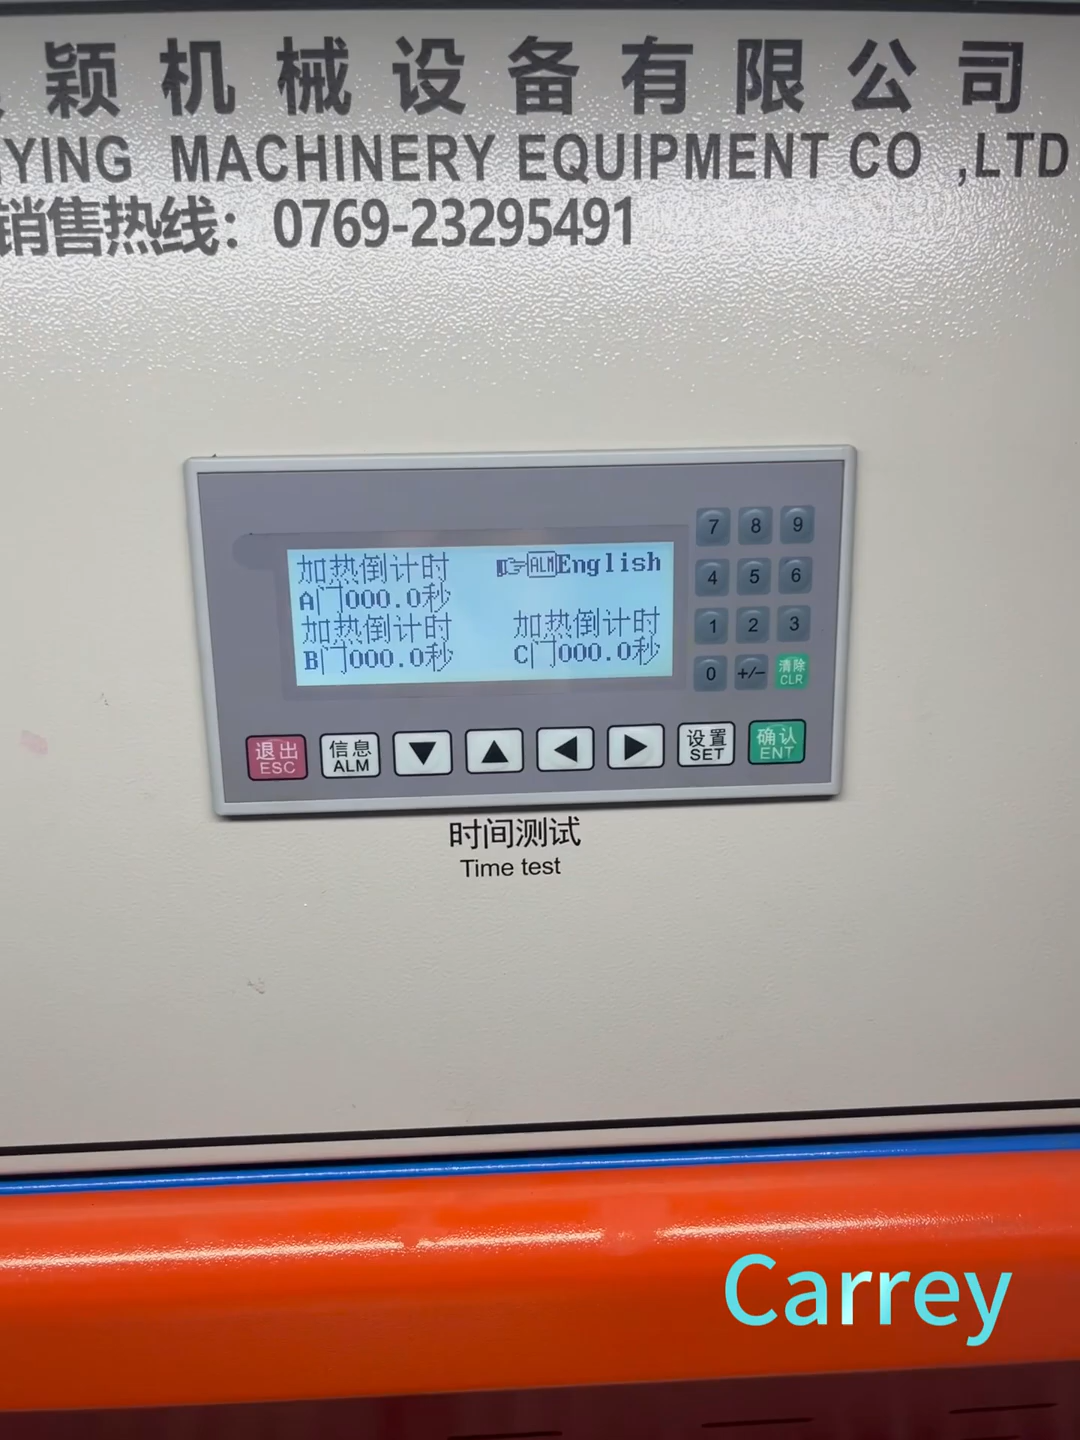 颖机械设备有限公司
YING MACHINERY EQUIPMENT CO ,LTD
销售热线：0769-23295491
加热倒计时 ALM English
A门000.0秒
加热倒计时 加热倒计时
B门000.0秒 C门000.0秒
7 8 9
4 5 6
1 2 3
0 +/- 清除 CLR
退出 信息 设置 确认
ESC ALM SET ENT
时间测试
Time test
Carrey